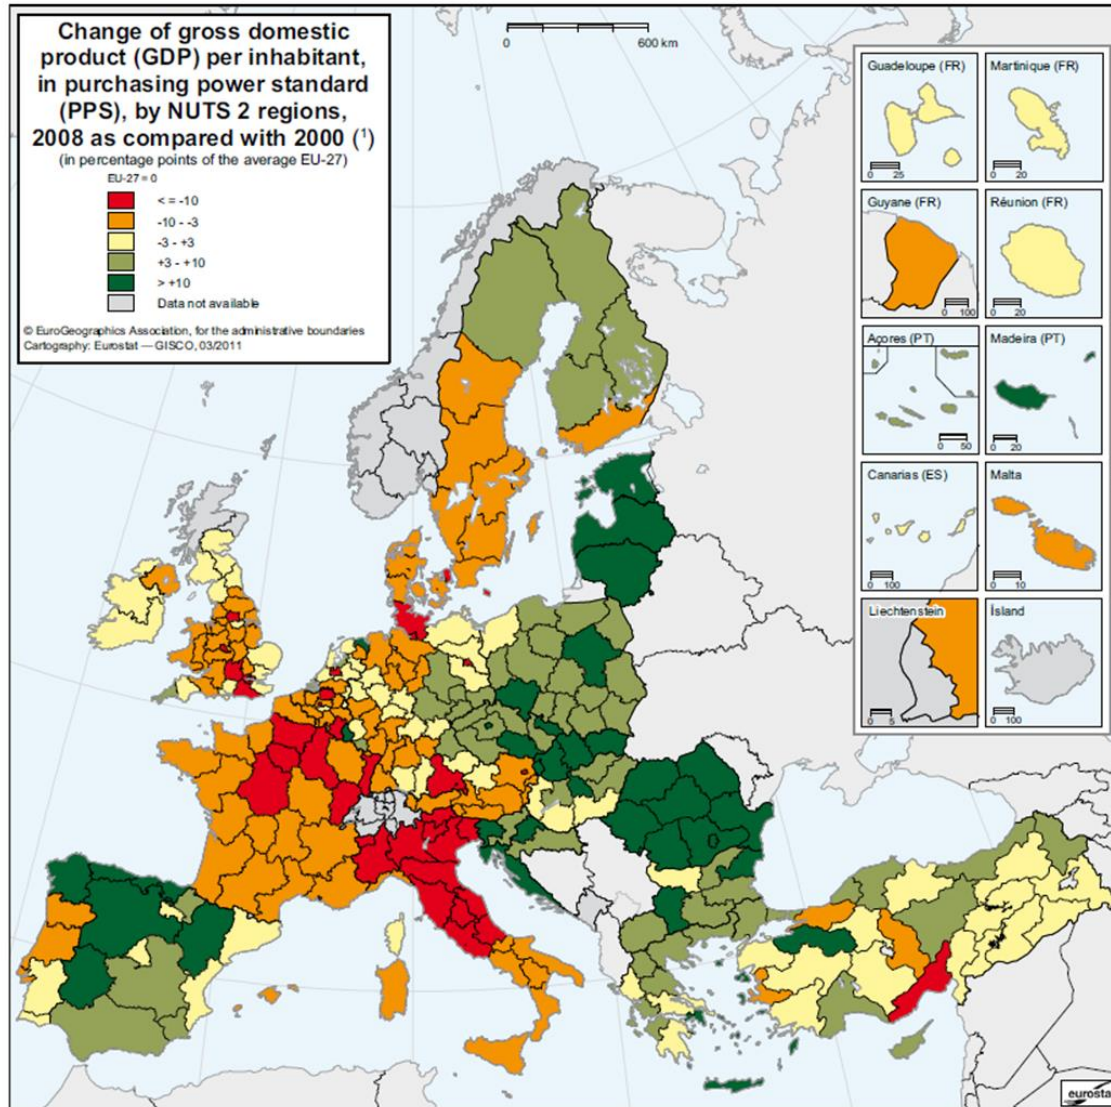 Change of gross domestic
product (GDP) per inhabitant,
in purchasing power standard
(PPS), by NUTS 2 regions,
2008 as compared with 2000 (¹)
(in percentage points of the average EU-27)
EU-27 = 0
< = -10
-10 - -3
-3 - +3
+3 - +10
> +10
Data not available
© EuroGeographics Association, for the administrative boundaries
Cartography: Eurostat — GISCO, 03/2011
0 600 km
Guadeloupe (FR)
0 25
Martinique (FR)
0 20
Guyane (FR)
0 100
Réunion (FR)
0 20
Açores (PT)
0 50
Madeira (PT)
0 20
Canarias (ES)
0 100
Malta
0 10
Liechtenstein
0 5
Ísland
0 100
eurosta